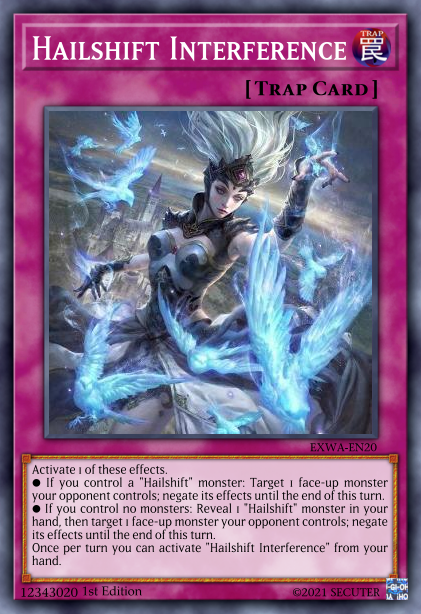 Hailshift Interference
TRAP
罠
[Trap Card]
EXWA-EN20
Activate 1 of these effects.
● If you control a "Hailshift" monster: Target 1 face-up monster
your opponent controls; negate its effects until the end of this turn.
● If you control no monsters: Reveal 1 "Hailshift" monster in your
hand, then target 1 face-up monster your opponent controls; negate
its effects until the end of this turn.
Once per turn you can activate "Hailshift Interference" from your
hand.
12343020 1st Edition
©2021 SECUTER